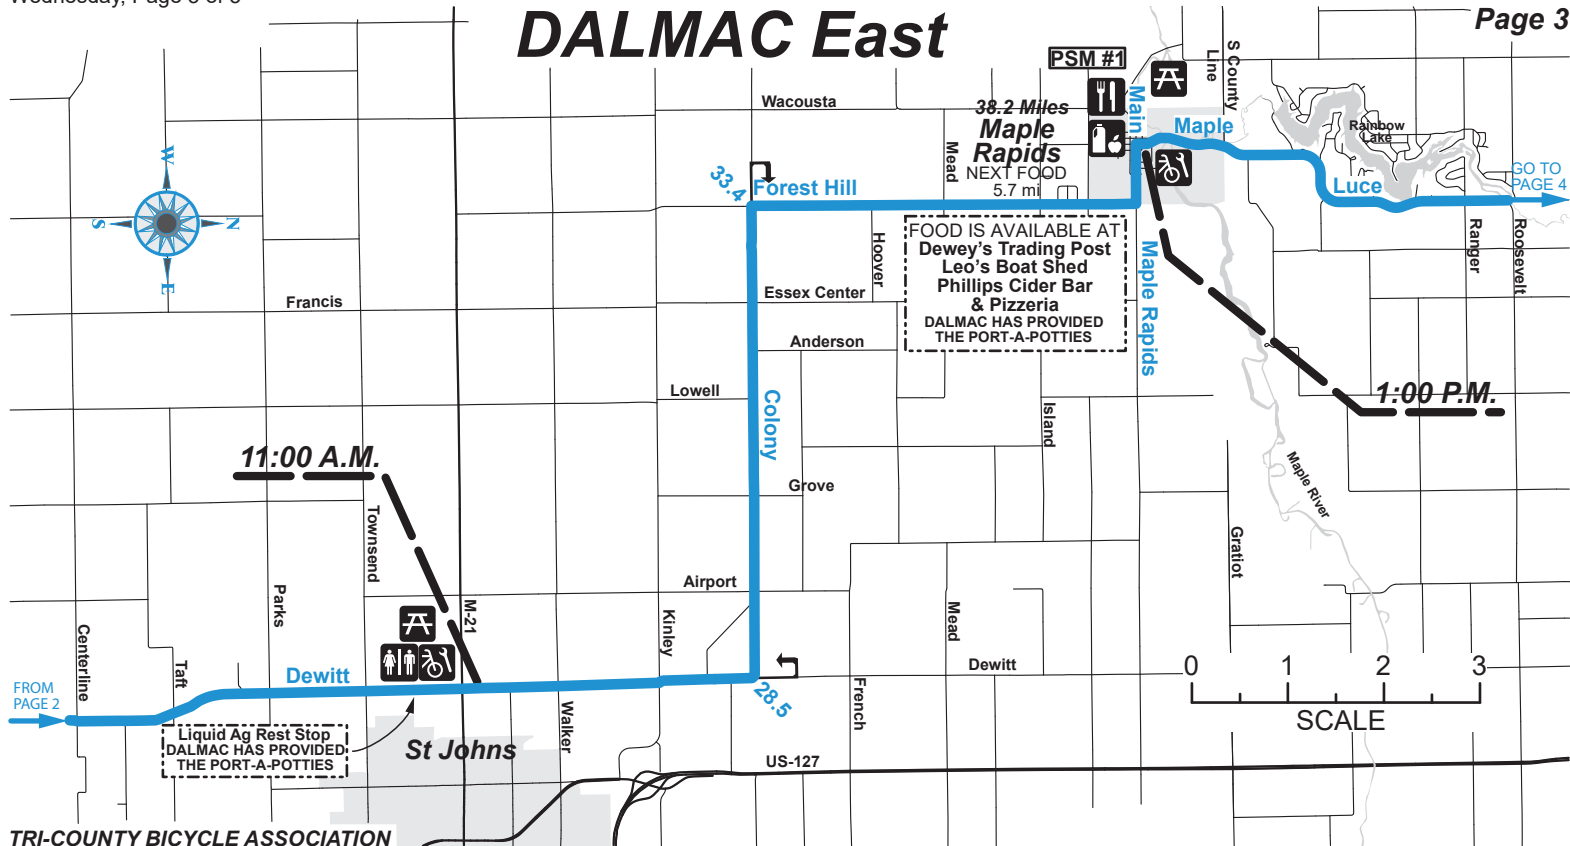 DALMAC East
Page 3
PSM #1
S County
Line
Wacousta
38.2 Miles
Maple
Rapids
NEXT FOOD
5.7 mi
Mead
Main
Maple
Rainbow
Lake
W
N
S
E
33.4
Forest Hill
Luce
GO TO
PAGE 4
Hoover
FOOD IS AVAILABLE AT
Dewey's Trading Post
Leo's Boat Shed
Phillips Cider Bar
& Pizzeria
DALMAC HAS PROVIDED
THE PORT-A-POTTIES
Maple Rapids
Ranger
Roosevelt
Francis
Essex Center
Anderson
Lowell
Colony
Island
1:00 P.M.
11:00 A.M.
Grove
Maple River
Townsend
Gratiot
Airport
Parks
M-21
Kinley
Mead
Centerline
Taft
Dewitt
Dewitt
0 1 2 3
SCALE
FROM
PAGE 2
28.5
French
Walker
Liquid Ag Rest Stop
DALMAC HAS PROVIDED
THE PORT-A-POTTIES
St Johns
US-127
TRI-COUNTY BICYCLE ASSOCIATION